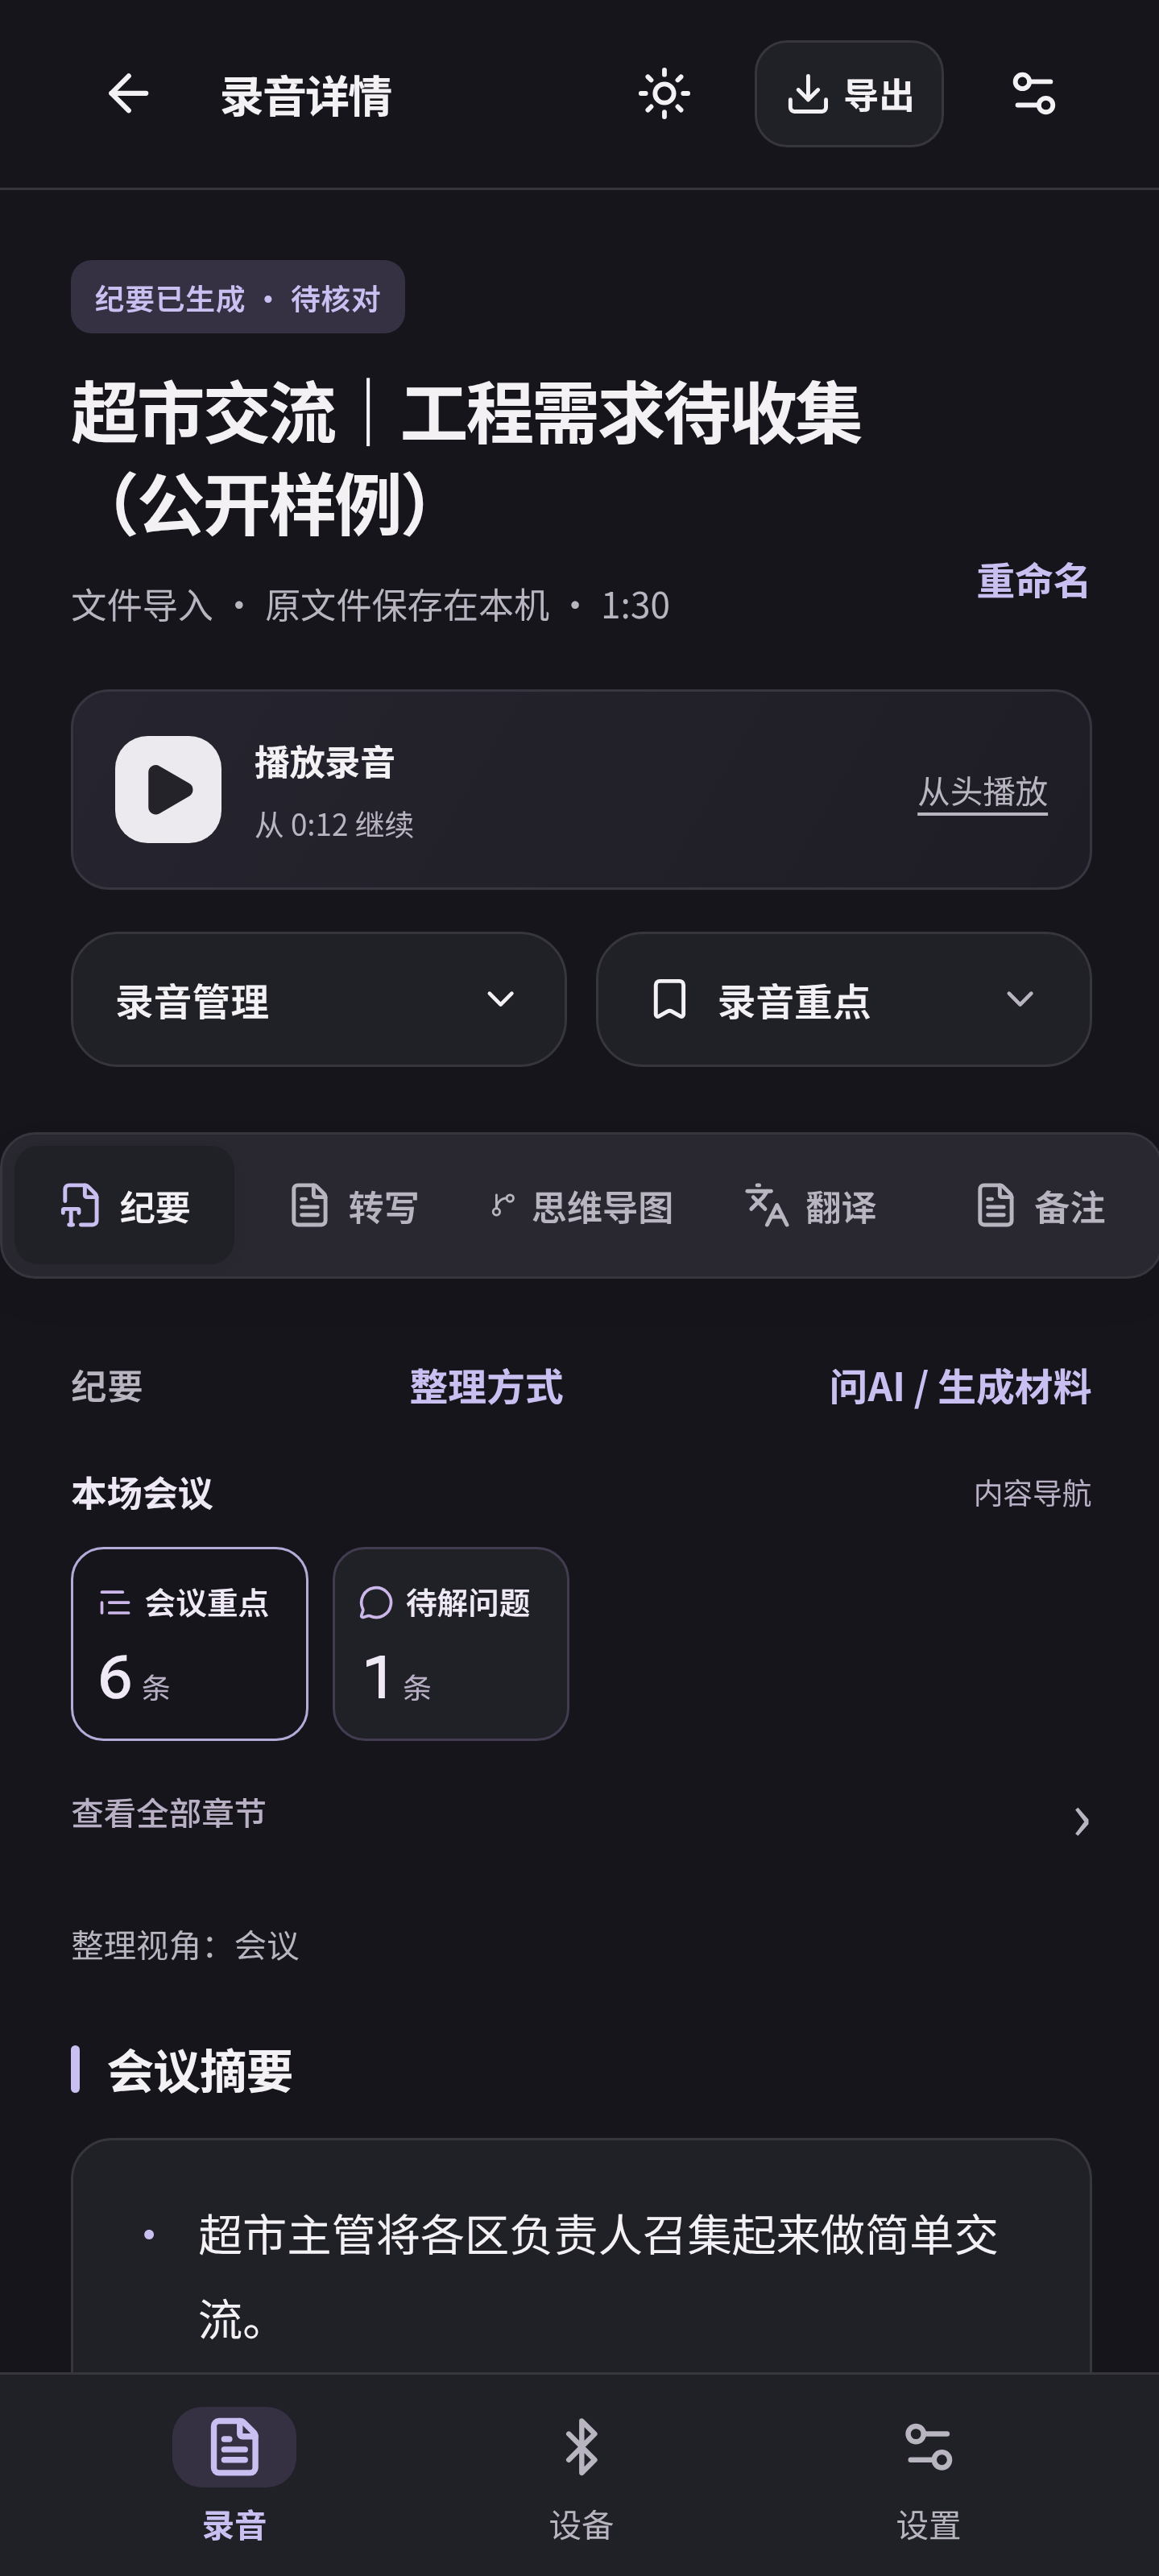 录音详情
导出
纪要已生成 · 待核对
超市交流｜工程需求待收集
（公开样例）
重命名
文件导入 · 原文件保存在本机 · 1:30
播放录音
从 0:12 继续
从头播放
录音管理
录音重点
纪要 转写 思维导图 翻译 备注
纪要 整理方式 问AI / 生成材料
本场会议 内容导航
会议重点
6 条
待解问题
1 条
查看全部章节
整理视角：会议
会议摘要
· 超市主管将各区负责人召集起来做简单交
流。
录音 设备 设置